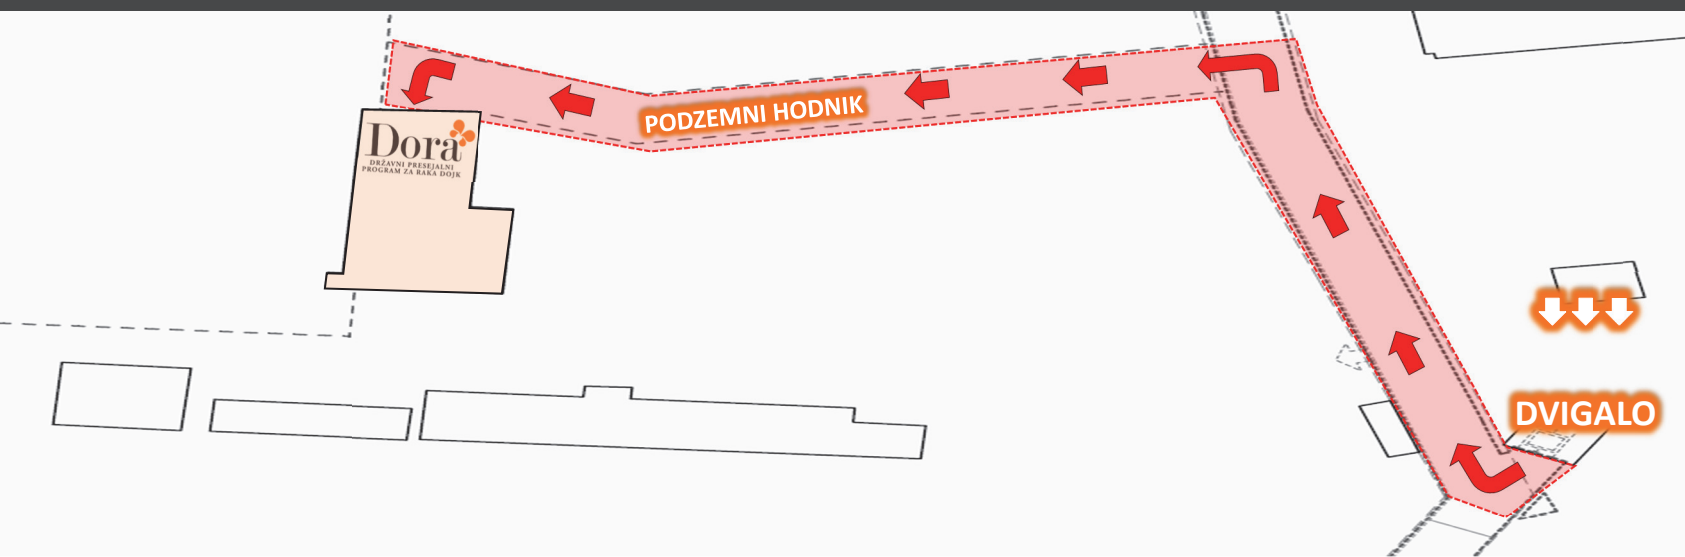 PODZEMNI HODNIK
Dora
DRŽAVNI PRESEJALNI
PROGRAM ZA RAKA DOJK
DVIGALO